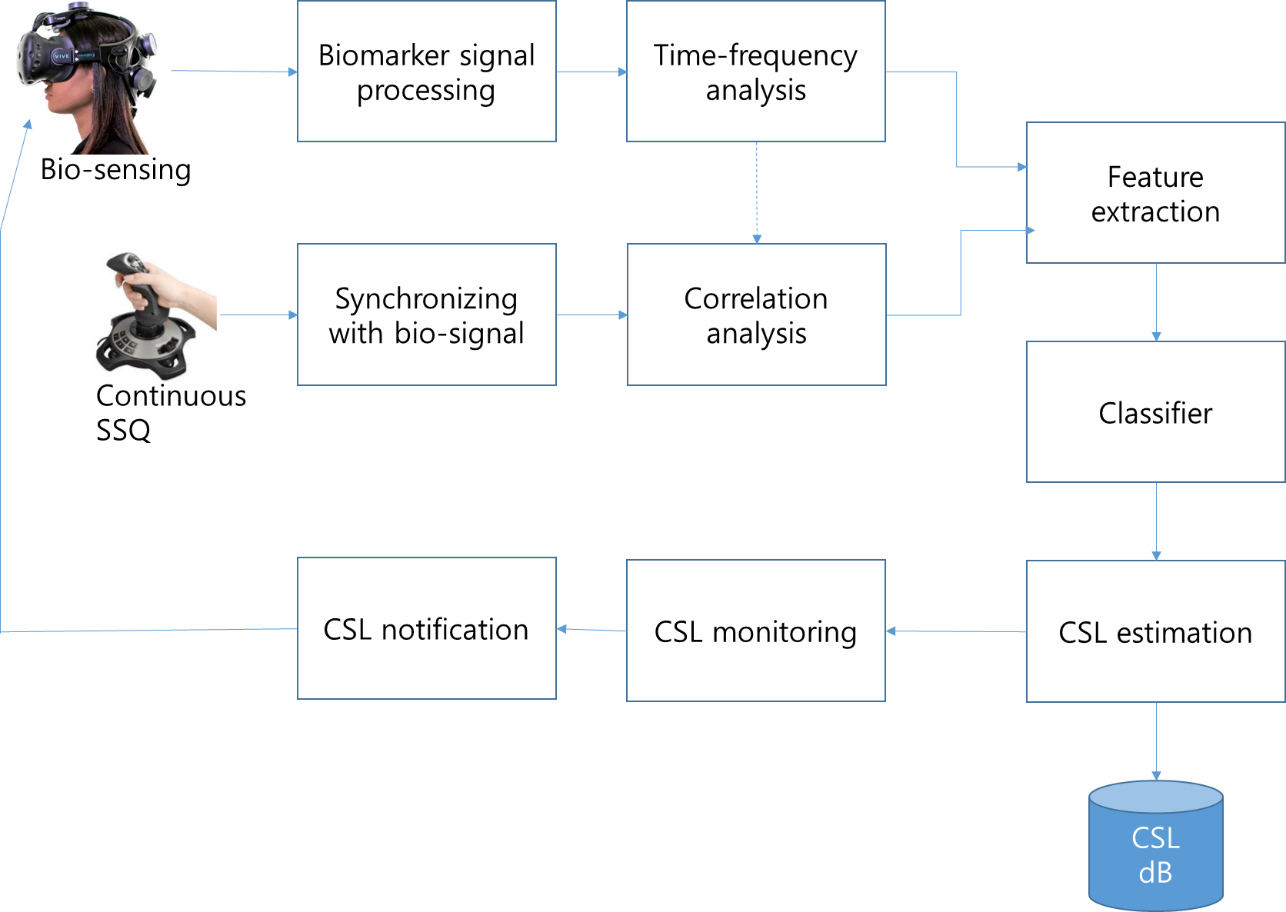 VIVE
Biomarker signal
processing
Time-frequency
analysis
Feature
extraction
Bio-sensing
Synchronizing
with bio-signal
Correlation
analysis
Continuous
SSQ
Classifier
CSL notification
CSL monitoring
CSL estimation
CSL
dB